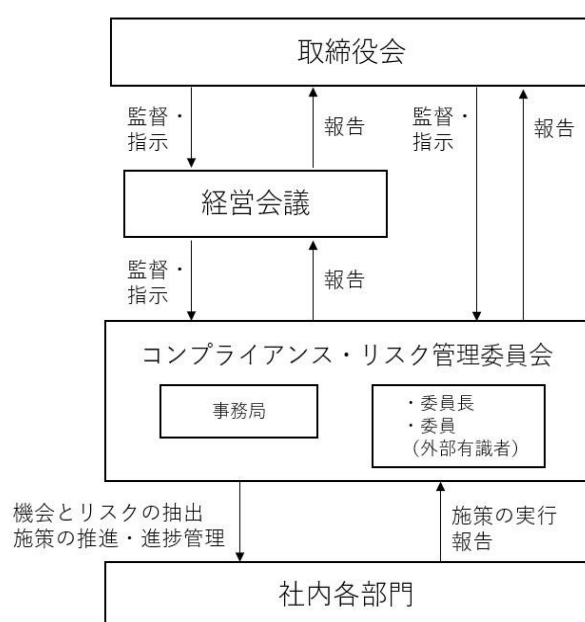 取締役会
監督・
指示
報告
監督・
指示
報告
経営会議
監督・
指示
報告
コンプライアンス・リスク管理委員会
事務局
・委員長
・委員
（外部有識者）
機会とリスクの抽出
施策の推進・進捗管理
施策の実行
報告
社内各部門